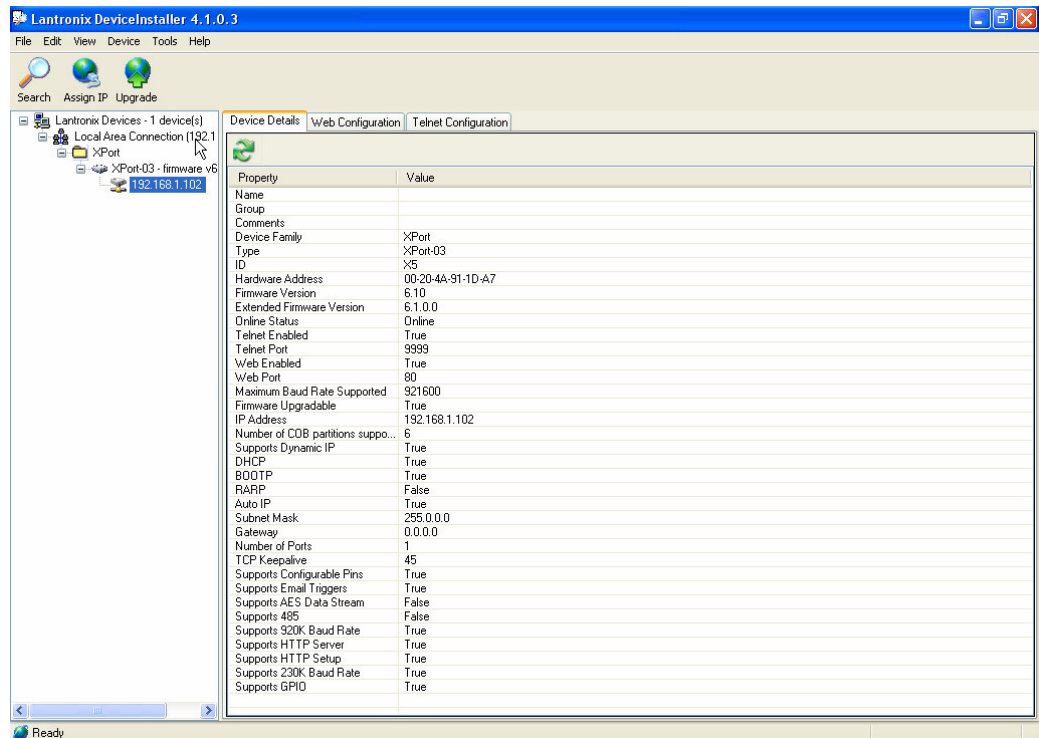 Lantronix DeviceInstaller 4.1.0.3
File Edit View Device Tools Help
Search Assign IP Upgrade
Lantronix Devices - 1 device(s)
Local Area Connection (192.1
XPort
XPort-03 - firmware v6
192.168.1.102
Device Details Web Configuration Telnet Configuration
Property Value
Name
Group
Comments
Device Family XPort
Type XPort-03
ID X5
Hardware Address 00-20-4A-91-1D-A7
Firmware Version 6.10
Extended Firmware Version 6.1.0.0
Online Status Online
Telnet Enabled True
Telnet Port 9999
Web Enabled True
Web Port 80
Maximum Baud Rate Supported 921600
Firmware Upgradable True
IP Address 192.168.1.102
Number of COB partitions suppo... 6
Supports Dynamic IP True
DHCP True
BOOTP True
RARP False
Auto IP True
Subnet Mask 255.0.0.0
Gateway 0.0.0.0
Number of Ports 1
TCP Keepalive 45
Supports Configurable Pins True
Supports Email Triggers True
Supports AES Data Stream False
Supports 485 False
Supports 920K Baud Rate True
Supports HTTP Server True
Supports HTTP Setup True
Supports 230K Baud Rate True
Supports GPIO True
Ready